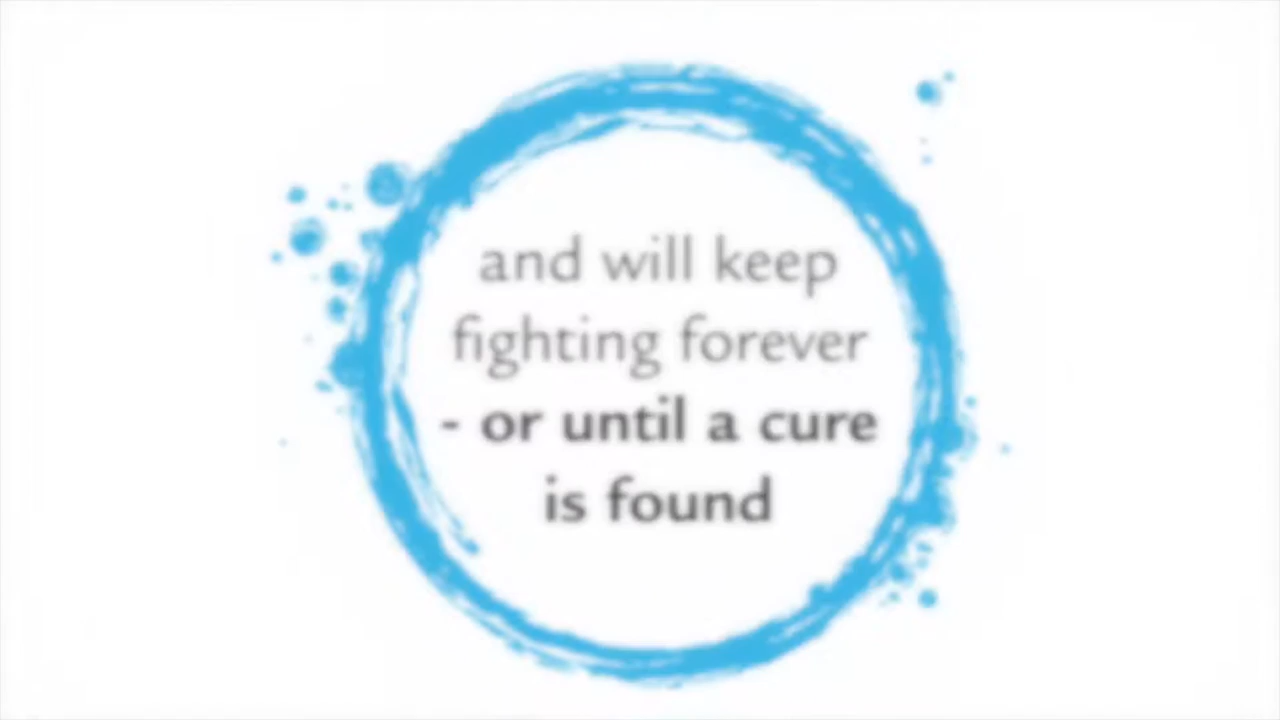 and will keep
fighting forever
- or until a cure
is found